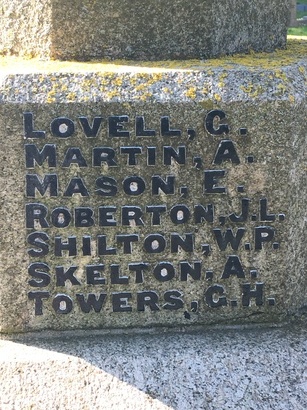 LOVELL, G.
MARTIN, A.
MASON, E.
ROBERTON, J.L.
SHILTON, W.P.
SKELTON, A.
TOWERS, G.H.